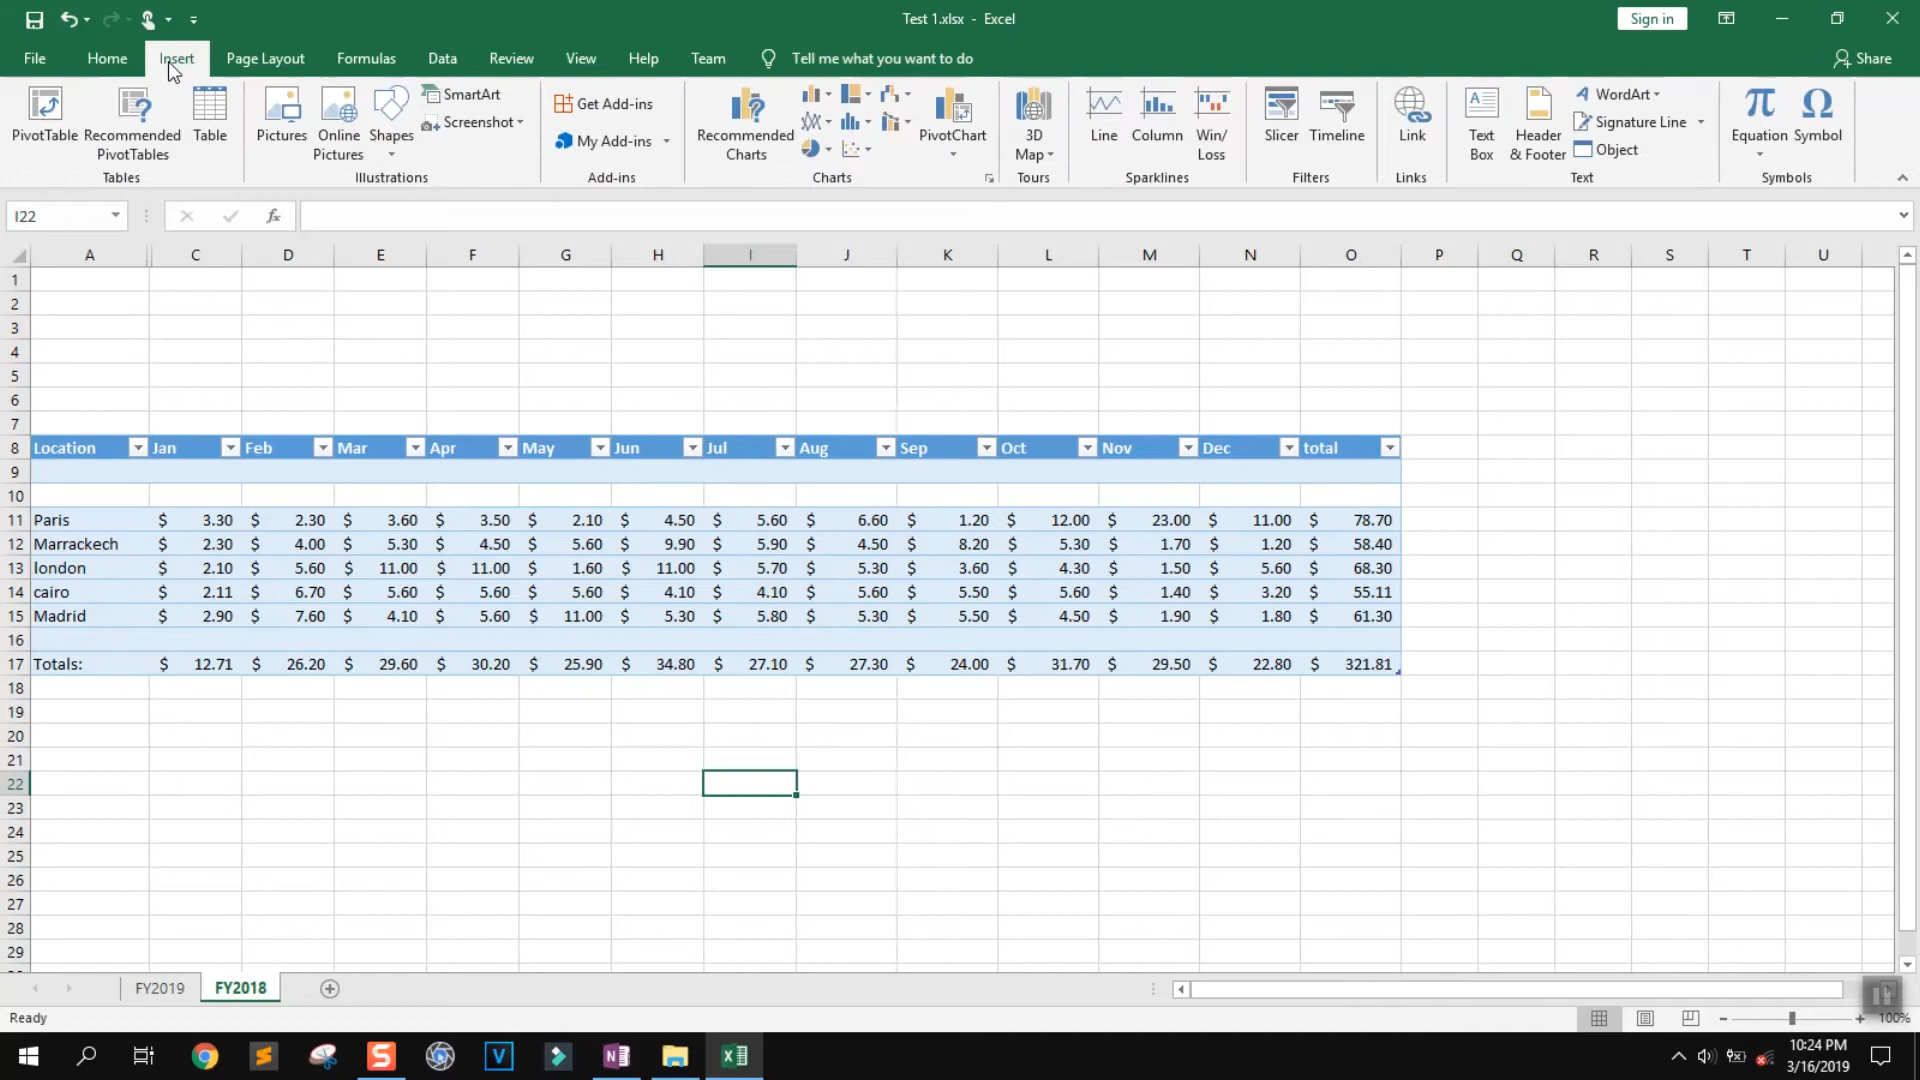 Test 1.xlsx - Excel
Sign in
File Home Insert Page Layout Formulas Data Review View Help Team Tell me what you want to do Share
PivotTable Recommended PivotTables Table Pictures Online Pictures Shapes SmartArt Screenshot Get Add-ins My Add-ins Recommended Charts PivotChart 3D Map Line Column Win/Loss Slicer Timeline Link Text Box Header & Footer WordArt Signature Line Object Equation Symbol
Tables Illustrations Add-ins Charts Tours Sparklines Filters Links Text Symbols
I22 fx
A C D E F G H I J K L M N O P Q R S T U
1
2
3
4
5
6
7
8 Location Jan Feb Mar Apr May Jun Jul Aug Sep Oct Nov Dec total
9
10
11 Paris $ 3.30 $ 2.30 $ 3.60 $ 3.50 $ 2.10 $ 4.50 $ 5.60 $ 6.60 $ 1.20 $ 12.00 $ 23.00 $ 11.00 $ 78.70
12 Marrackech $ 2.30 $ 4.00 $ 5.30 $ 4.50 $ 5.60 $ 9.90 $ 5.90 $ 4.50 $ 8.20 $ 5.30 $ 1.70 $ 1.20 $ 58.40
13 london $ 2.10 $ 5.60 $ 11.00 $ 11.00 $ 1.60 $ 11.00 $ 5.70 $ 5.30 $ 3.60 $ 4.30 $ 1.50 $ 5.60 $ 68.30
14 cairo $ 2.11 $ 6.70 $ 5.60 $ 5.60 $ 5.60 $ 4.10 $ 4.10 $ 5.60 $ 5.50 $ 5.60 $ 1.40 $ 3.20 $ 55.11
15 Madrid $ 2.90 $ 7.60 $ 4.10 $ 5.60 $ 11.00 $ 5.30 $ 5.80 $ 5.30 $ 5.50 $ 4.50 $ 1.90 $ 1.80 $ 61.30
16
17 Totals: $ 12.71 $ 26.20 $ 29.60 $ 30.20 $ 25.90 $ 34.80 $ 27.10 $ 27.30 $ 24.00 $ 31.70 $ 29.50 $ 22.80 $ 321.81
18
19
20
21
22
23
24
25
26
27
28
29
FY2019 FY2018
Ready 100%
10:24 PM
3/16/2019